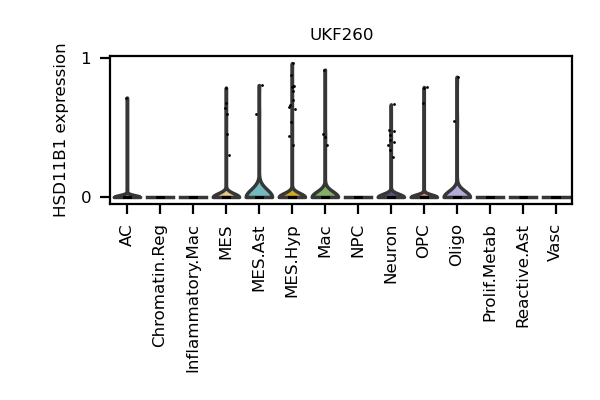 UKF260
HSD11B1 expression
1
0
AC
Chromatin.Reg
Inflammatory.Mac
MES
MES.Ast
MES.Hyp
Mac
NPC
Neuron
OPC
Oligo
Prolif.Metab
Reactive.Ast
Vasc